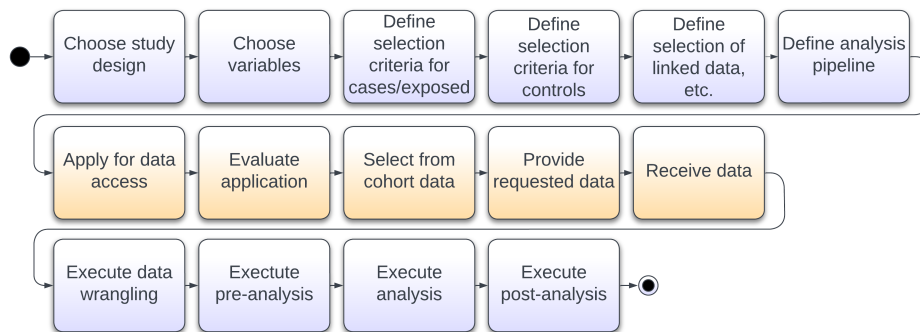 Choose study
design
Choose
variables
Define
selection
criteria for
cases/exposed
Define
selection
criteria for
controls
Define
selection of
linked data,
etc.
Define analysis
pipeline
Apply for data
access
Evaluate
application
Select from
cohort data
Provide
requested data
Receive data
Execute data
wrangling
Exectute
pre-analysis
Execute
analysis
Execute
post-analysis